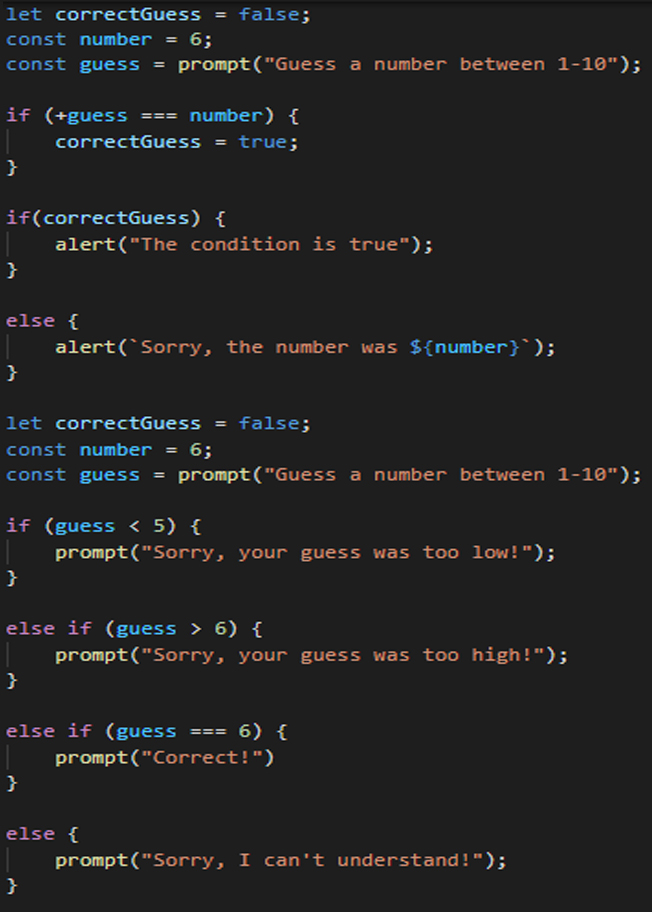 let correctGuess = false;
const number = 6;
const guess = prompt("Guess a number between 1-10");
if (+guess === number) {
correctGuess = true;
}
if(correctGuess) {
alert("The condition is true");
}
else {
alert(`Sorry, the number was ${number}`);
}
let correctGuess = false;
const number = 6;
const guess = prompt("Guess a number between 1-10");
if (guess < 5) {
prompt("Sorry, your guess was too low!");
}
else if (guess > 6) {
prompt("Sorry, your guess was too high!");
}
else if (guess === 6) {
prompt("Correct!")
}
else {
prompt("Sorry, I can't understand!");
}